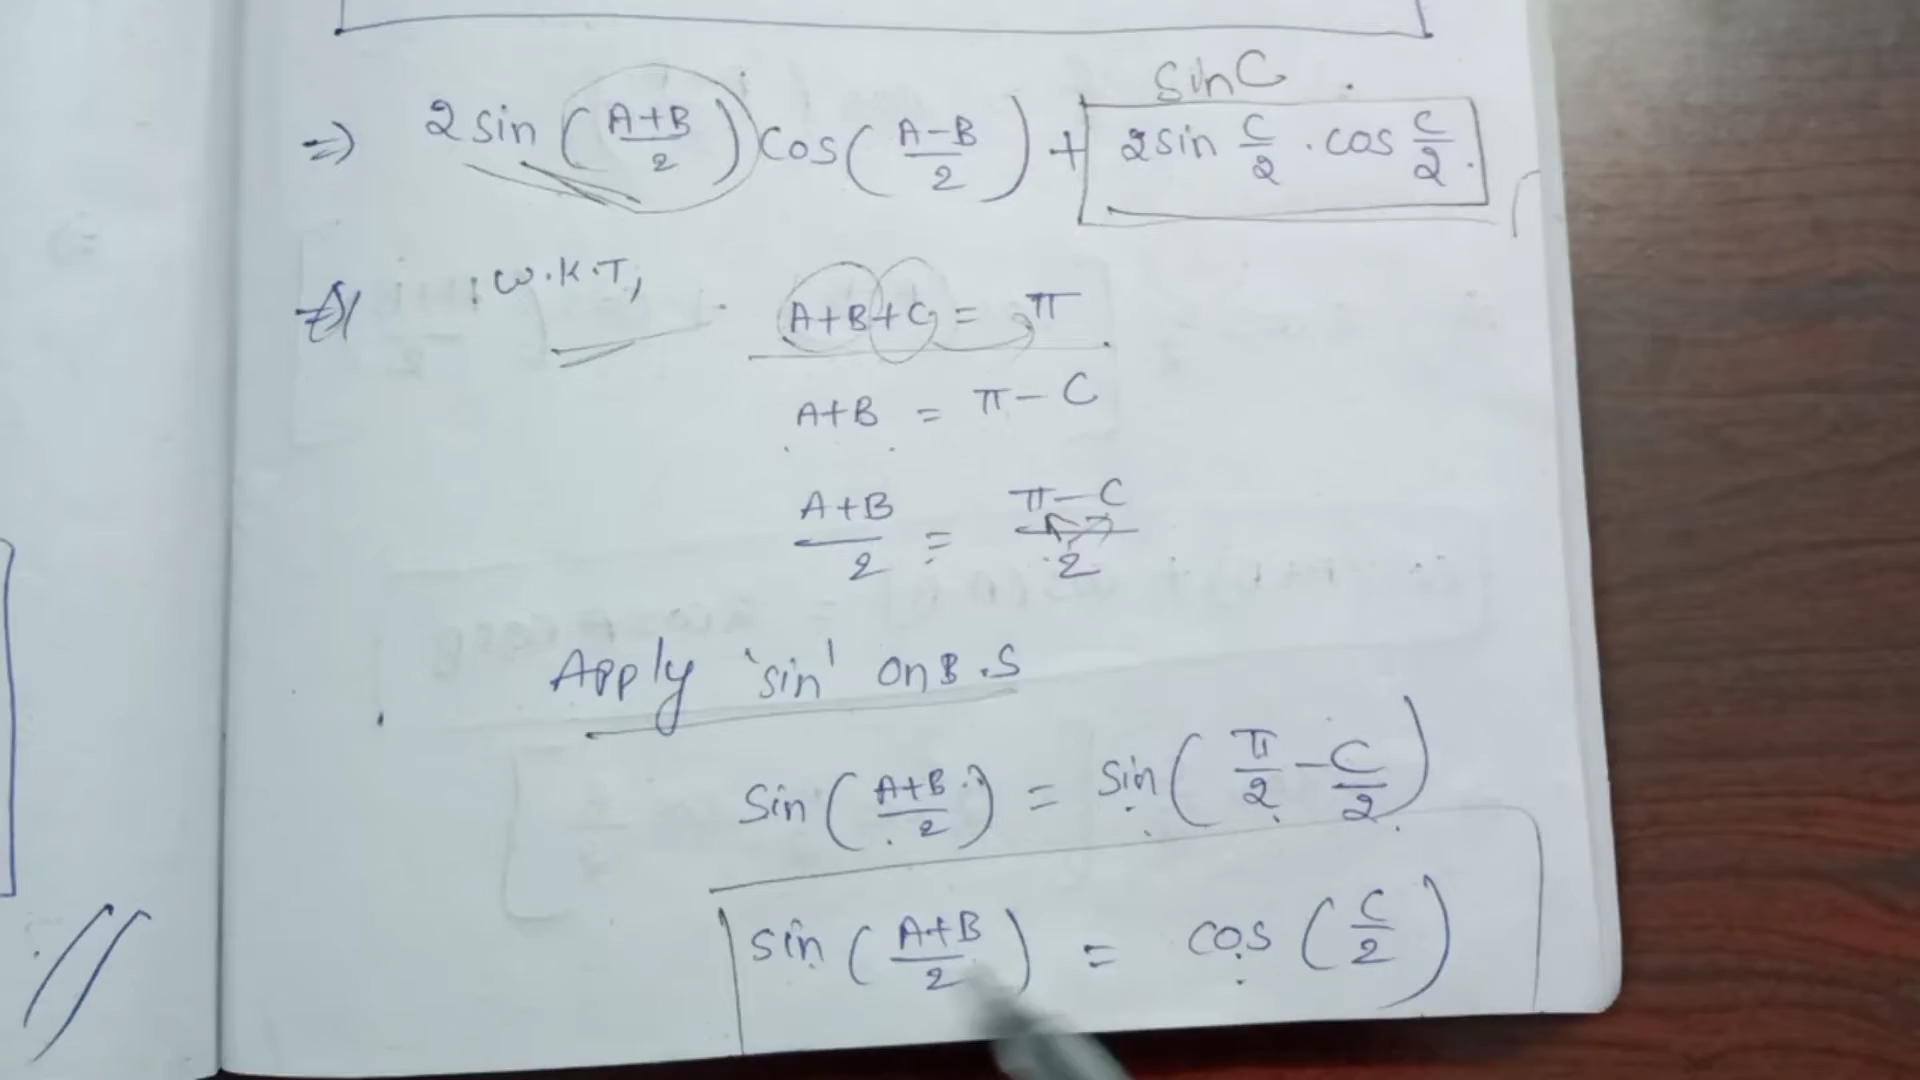 sin C
⇒ 2 sin (A+B/2) cos (A−B/2) + 2 sin C/2 . cos C/2.
W.K.T, A+B+C = π
A+B = π − C
A+B/2 = π−C/2
Apply 'sin' on B.S
Sin (A+B/2) = Sin (π/2 − C/2)
sin (A+B/2) = cos (C/2)